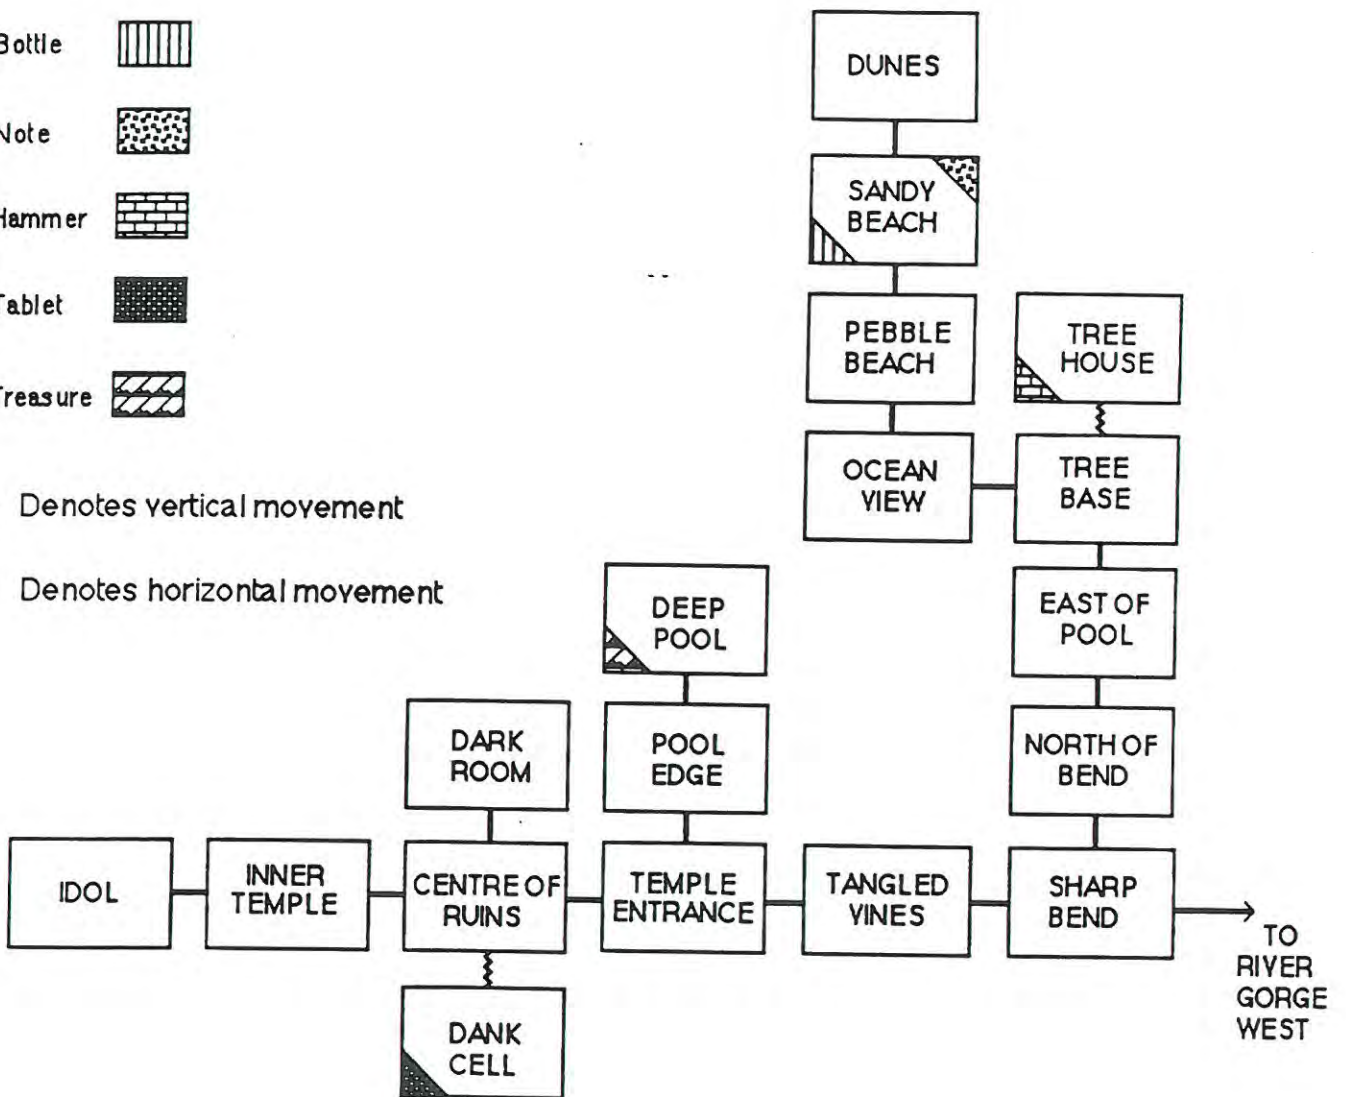 Bottle
Note
Hammer
Tablet
Treasure
Denotes vertical movement
Denotes horizontal movement
DUNES
SANDY
BEACH
PEBBLE
BEACH
TREE
HOUSE
OCEAN
VIEW
TREE
BASE
DEEP
POOL
EAST OF
POOL
DARK
ROOM
POOL
EDGE
NORTH OF
BEND
IDOL
INNER
TEMPLE
CENTRE OF
RUINS
TEMPLE
ENTRANCE
TANGLED
VINES
SHARP
BEND
TO
RIVER
GORGE
WEST
DANK
CELL